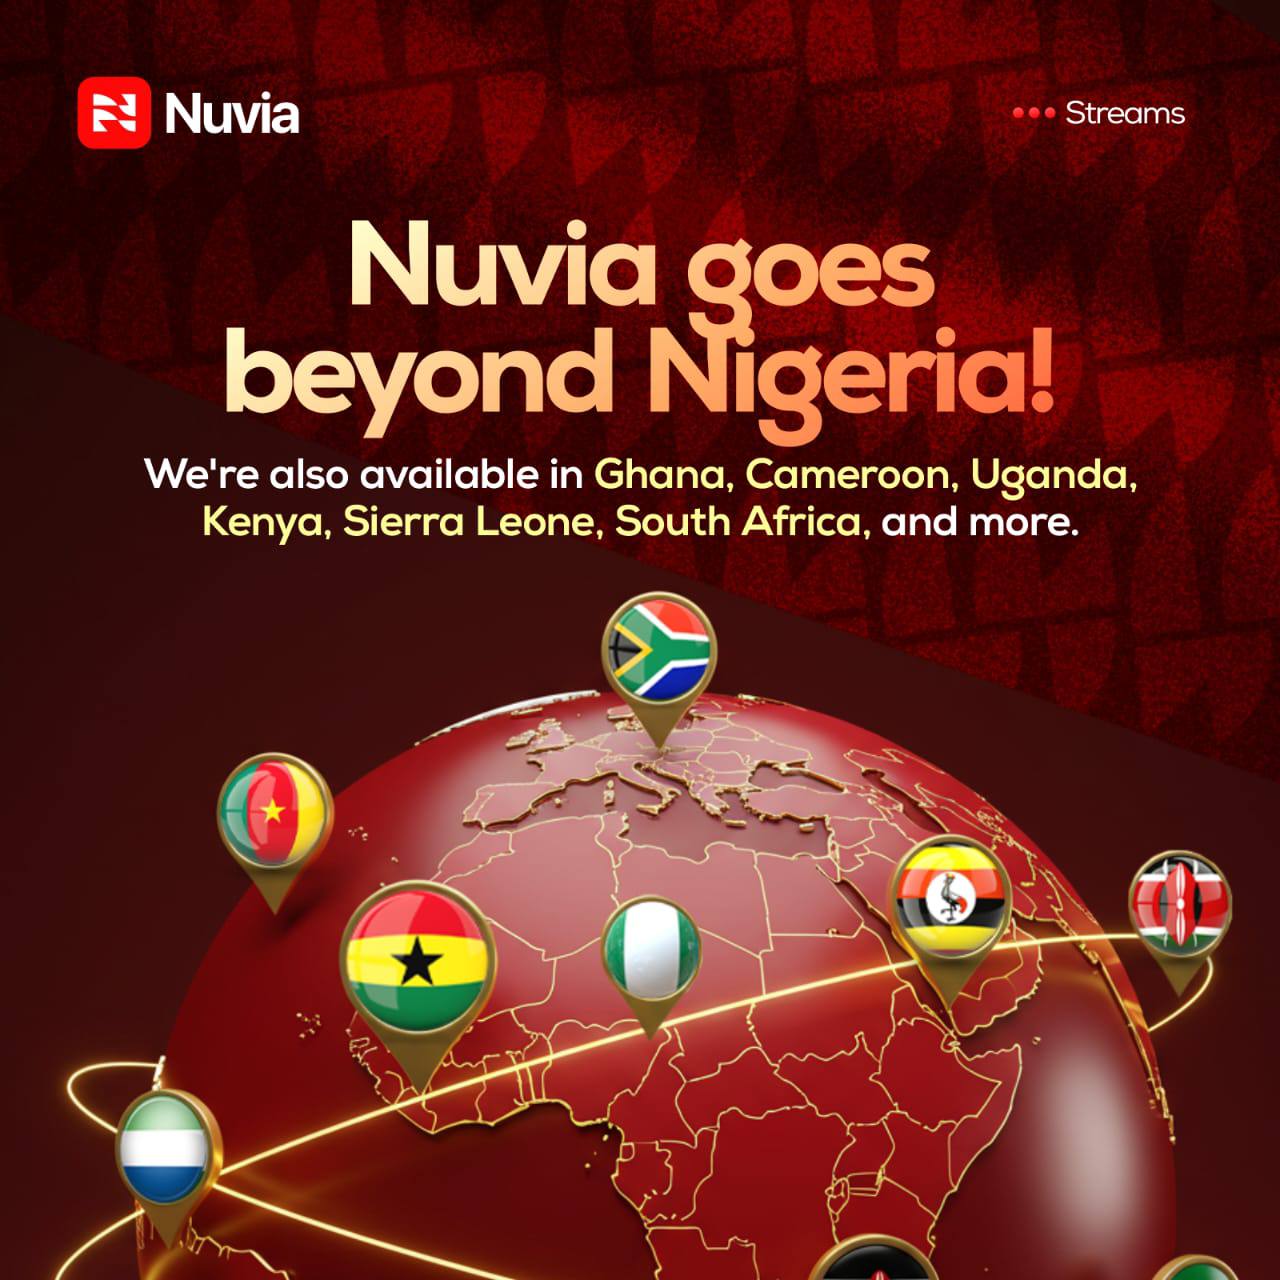 Nuvia
Streams
Nuvia goes
beyond Nigeria!
We're also available in Ghana, Cameroon, Uganda,
Kenya, Sierra Leone, South Africa, and more.